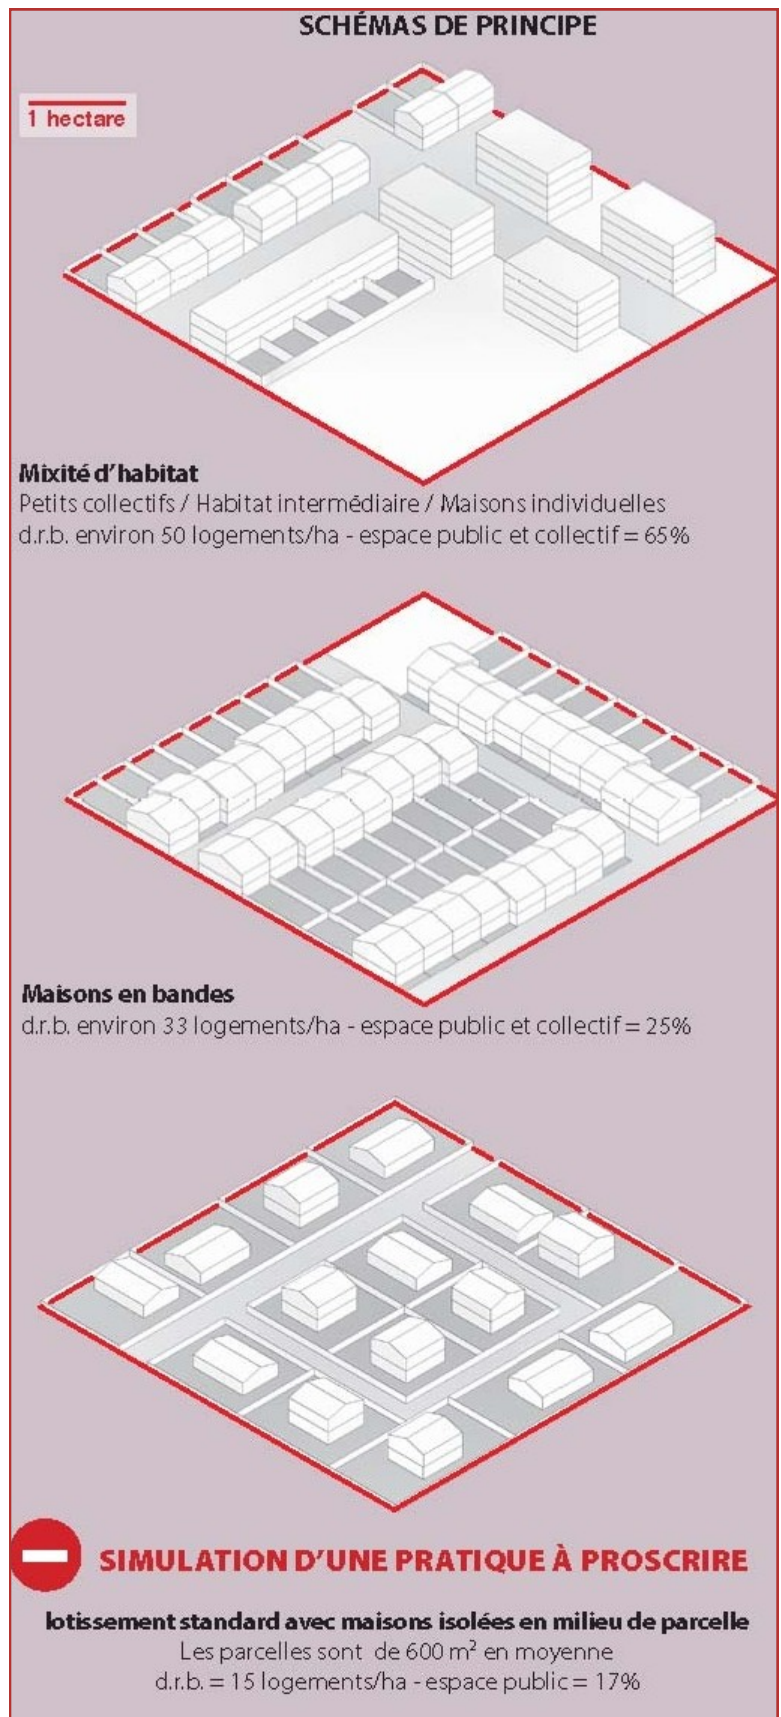 SCHÉMAS DE PRINCIPE
1 hectare
Mixité d'habitat
Petits collectifs / Habitat intermédiaire / Maisons individuelles
d.r.b. environ 50 logements/ha - espace public et collectif = 65%
Maisons en bandes
d.r.b. environ 33 logements/ha - espace public et collectif = 25%
SIMULATION D'UNE PRATIQUE À PROSCRIRE
lotissement standard avec maisons isolées en milieu de parcelle
Les parcelles sont de 600 m² en moyenne
d.r.b. = 15 logements/ha - espace public = 17%